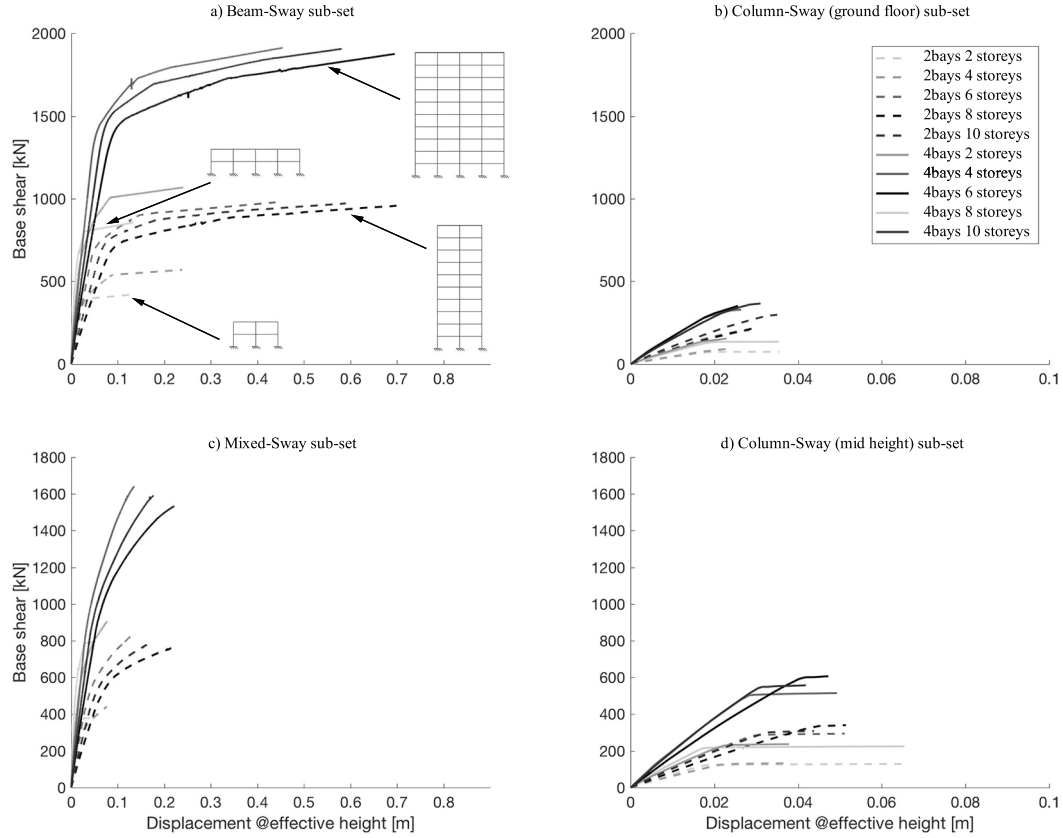 a) Beam-Sway sub-set
2000
1500
1000
500
0
Base shear [kN]
0 0.1 0.2 0.3 0.4 0.5 0.6 0.7 0.8
b) Column-Sway (ground floor) sub-set
2000
1500
1000
500
0
0 0.02 0.04 0.06 0.08 0.1
2bays 2 storeys
2bays 4 storeys
2bays 6 storeys
2bays 8 storeys
2bays 10 storeys
4bays 2 storeys
4bays 4 storeys
4bays 6 storeys
4bays 8 storeys
4bays 10 storeys
c) Mixed-Sway sub-set
1800
1600
1400
1200
1000
800
600
400
200
0
Base shear [kN]
0 0.1 0.2 0.3 0.4 0.5 0.6 0.7 0.8
Displacement @effective height [m]
d) Column-Sway (mid height) sub-set
1800
1600
1400
1200
1000
800
600
400
200
0
0 0.02 0.04 0.06 0.08 0.1
Displacement @effective height [m]